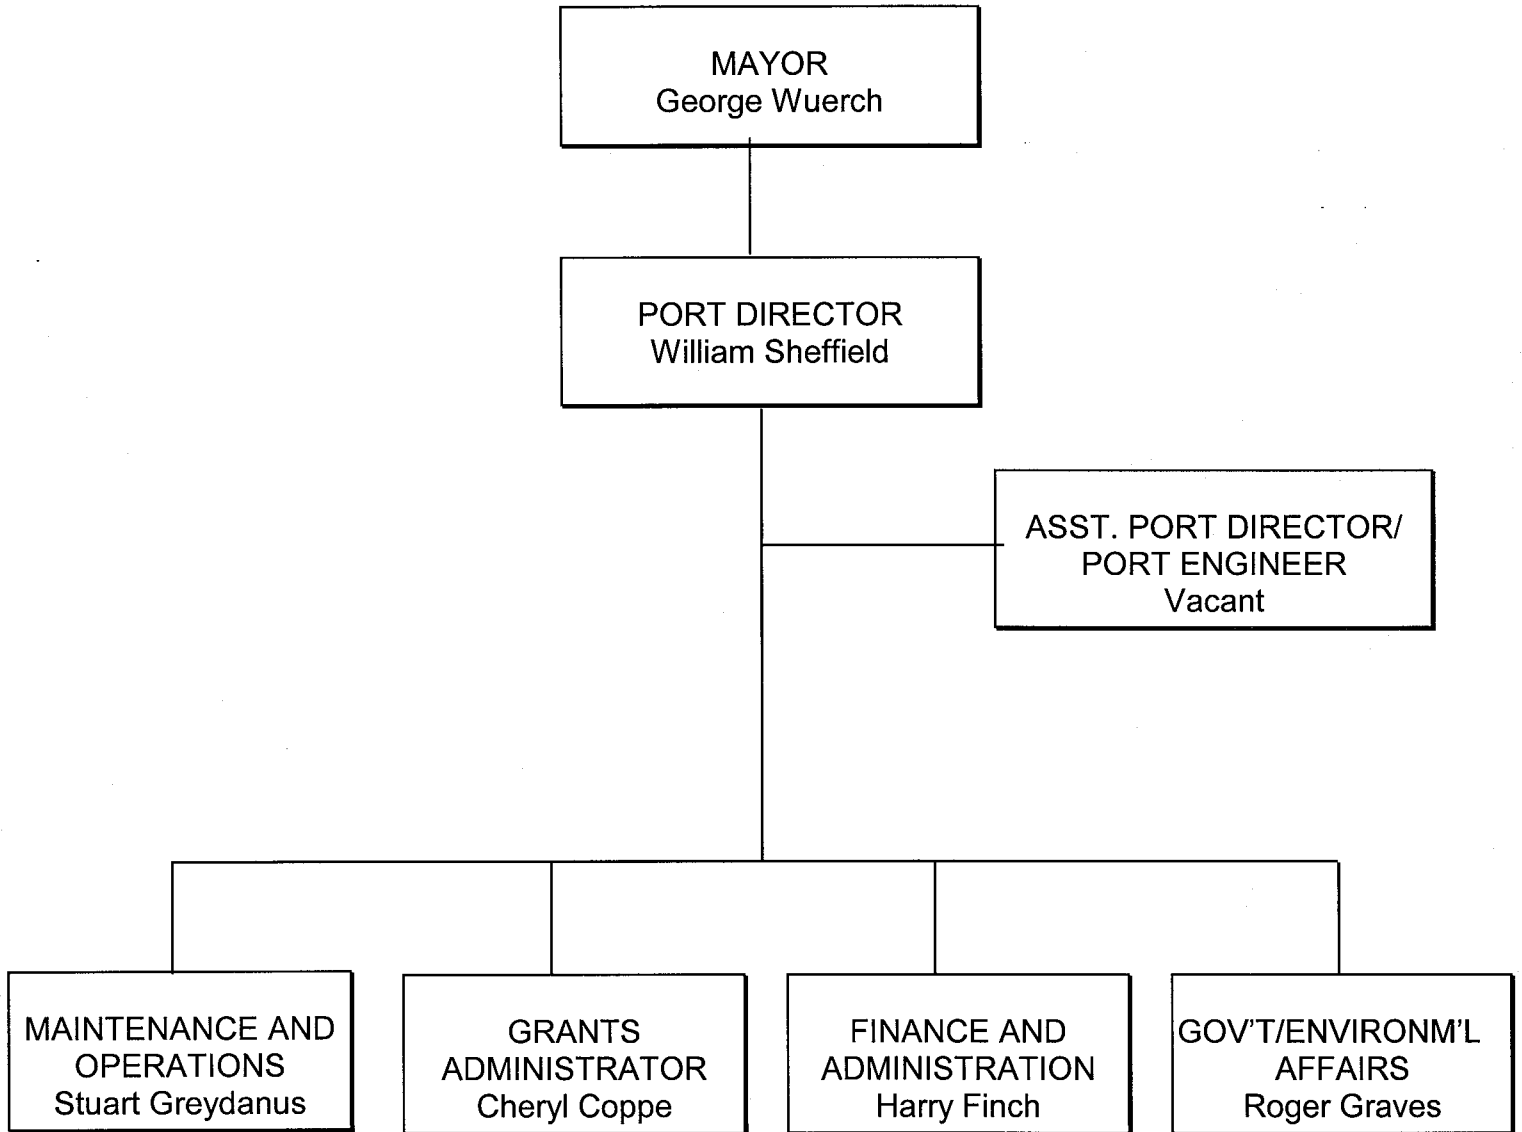 MAYOR
George Wuerch
PORT DIRECTOR
William Sheffield
ASST. PORT DIRECTOR/
PORT ENGINEER
Vacant
MAINTENANCE AND
OPERATIONS
Stuart Greydanus
GRANTS
ADMINISTRATOR
Cheryl Coppe
FINANCE AND
ADMINISTRATION
Harry Finch
GOV'T/ENVIRONM'L
AFFAIRS
Roger Graves